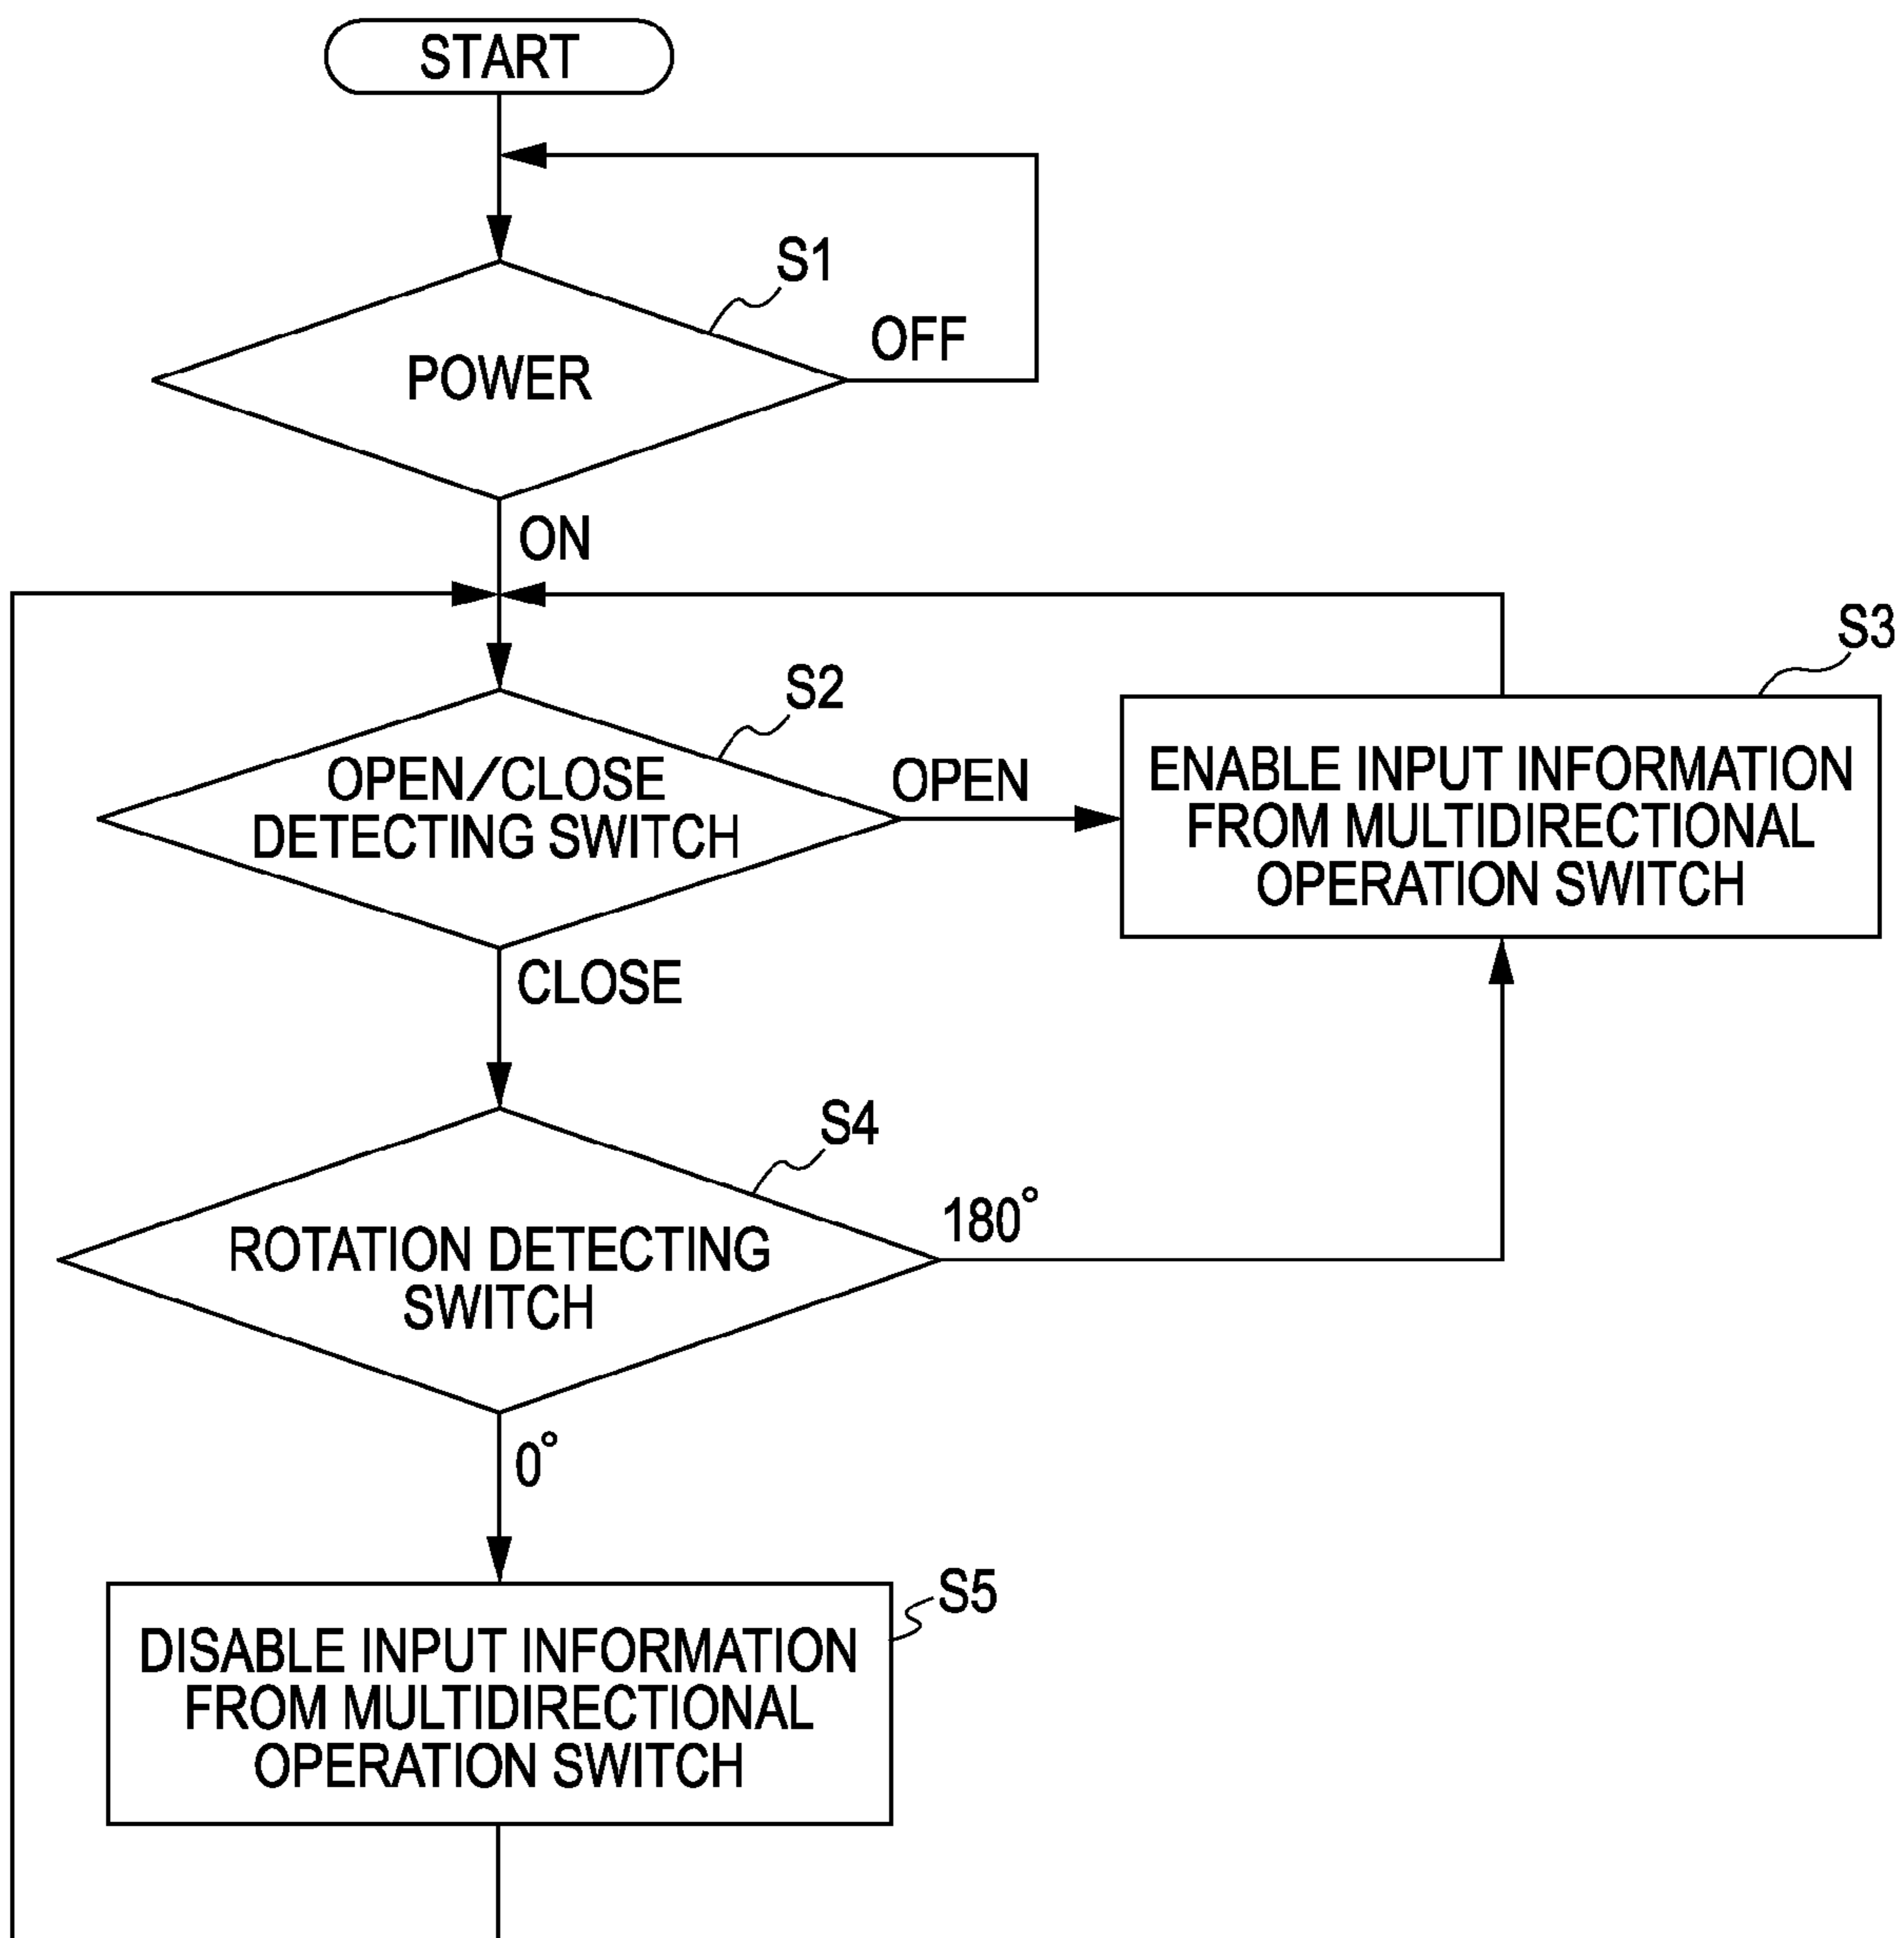 START
S1
OFF
POWER
ON
S3
S2
OPEN/CLOSE
DETECTING SWITCH
OPEN
ENABLE INPUT INFORMATION
FROM MULTIDIRECTIONAL
OPERATION SWITCH
CLOSE
S4
180°
ROTATION DETECTING
SWITCH
0°
S5
DISABLE INPUT INFORMATION
FROM MULTIDIRECTIONAL
OPERATION SWITCH